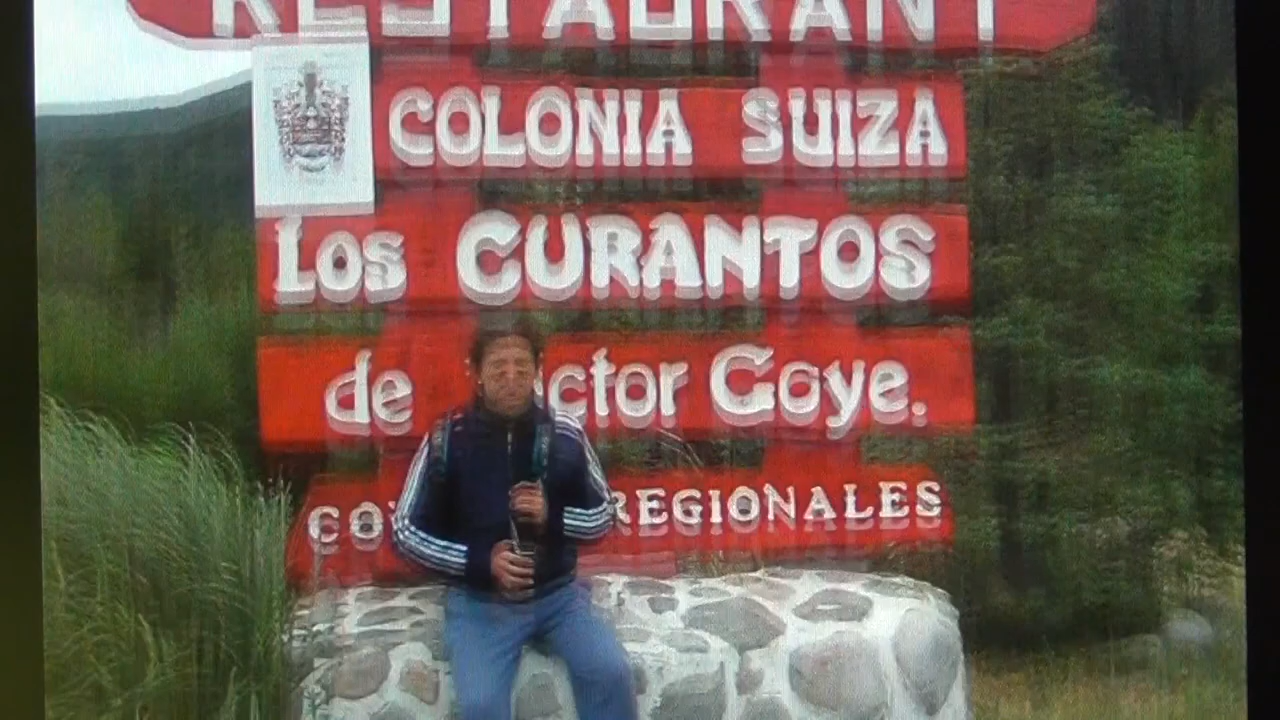 RESTAURANT
COLONIA SUIZA
LOS CURANTOS
de ctor Goye.
REGIONALES